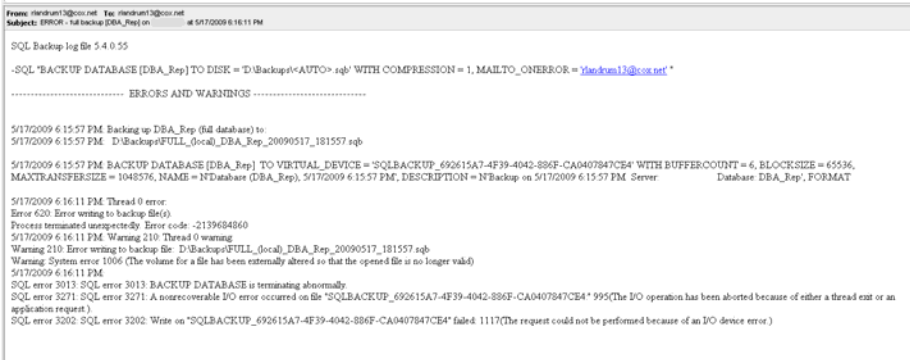 From: rlandrum13@cox.net To: rlandrum13@cox.net
Subject: ERROR - full backup [DBA_Rep] on at 5/17/2009 6:16:11 PM
SQL Backup log file 5.4.0.55
-SQL "BACKUP DATABASE [DBA_Rep] TO DISK = 'D:\Backups\<AUTO>.sqb' WITH COMPRESSION = 1, MAILTO_ONERROR = 'rlandrum13@cox.net' "
---------------------------- ERRORS AND WARNINGS ----------------------------
5/17/2009 6:15:57 PM: Backing up DBA_Rep (full database) to:
5/17/2009 6:15:57 PM: D:\Backups\FULL_(local)_DBA_Rep_20090517_181557.sqb
5/17/2009 6:15:57 PM: BACKUP DATABASE [DBA_Rep] TO VIRTUAL_DEVICE = 'SQLBACKUP_692615A7-4F39-4042-886F-CA0407847CE4' WITH BUFFERCOUNT = 6, BLOCKSIZE = 65536,
MAXTRANSFERSIZE = 1048576, NAME = N'Database (DBA_Rep), 5/17/2009 6:15:57 PM', DESCRIPTION = N'Backup on 5/17/2009 6:15:57 PM Server: Database: DBA_Rep', FORMAT
5/17/2009 6:16:11 PM: Thread 0 error:
Error 620: Error writing to backup file(s).
Process terminated unexpectedly. Error code: -2139684860
5/17/2009 6:16:11 PM: Warning 210: Thread 0 warning:
Warning 210: Error writing to backup file: D:\Backups\FULL_(local)_DBA_Rep_20090517_181557.sqb
Warning: System error 1006 (The volume for a file has been externally altered so that the opened file is no longer valid)
5/17/2009 6:16:11 PM:
SQL error 3013: SQL error 3013: BACKUP DATABASE is terminating abnormally.
SQL error 3271: SQL error 3271: A nonrecoverable I/O error occurred on file "SQLBACKUP_692615A7-4F39-4042-886F-CA0407847CE4:" 995(The I/O operation has been aborted because of either a thread exit or an
application request.).
SQL error 3202: SQL error 3202: Write on "SQLBACKUP_692615A7-4F39-4042-886F-CA0407847CE4" failed: 1117(The request could not be performed because of an I/O device error.)